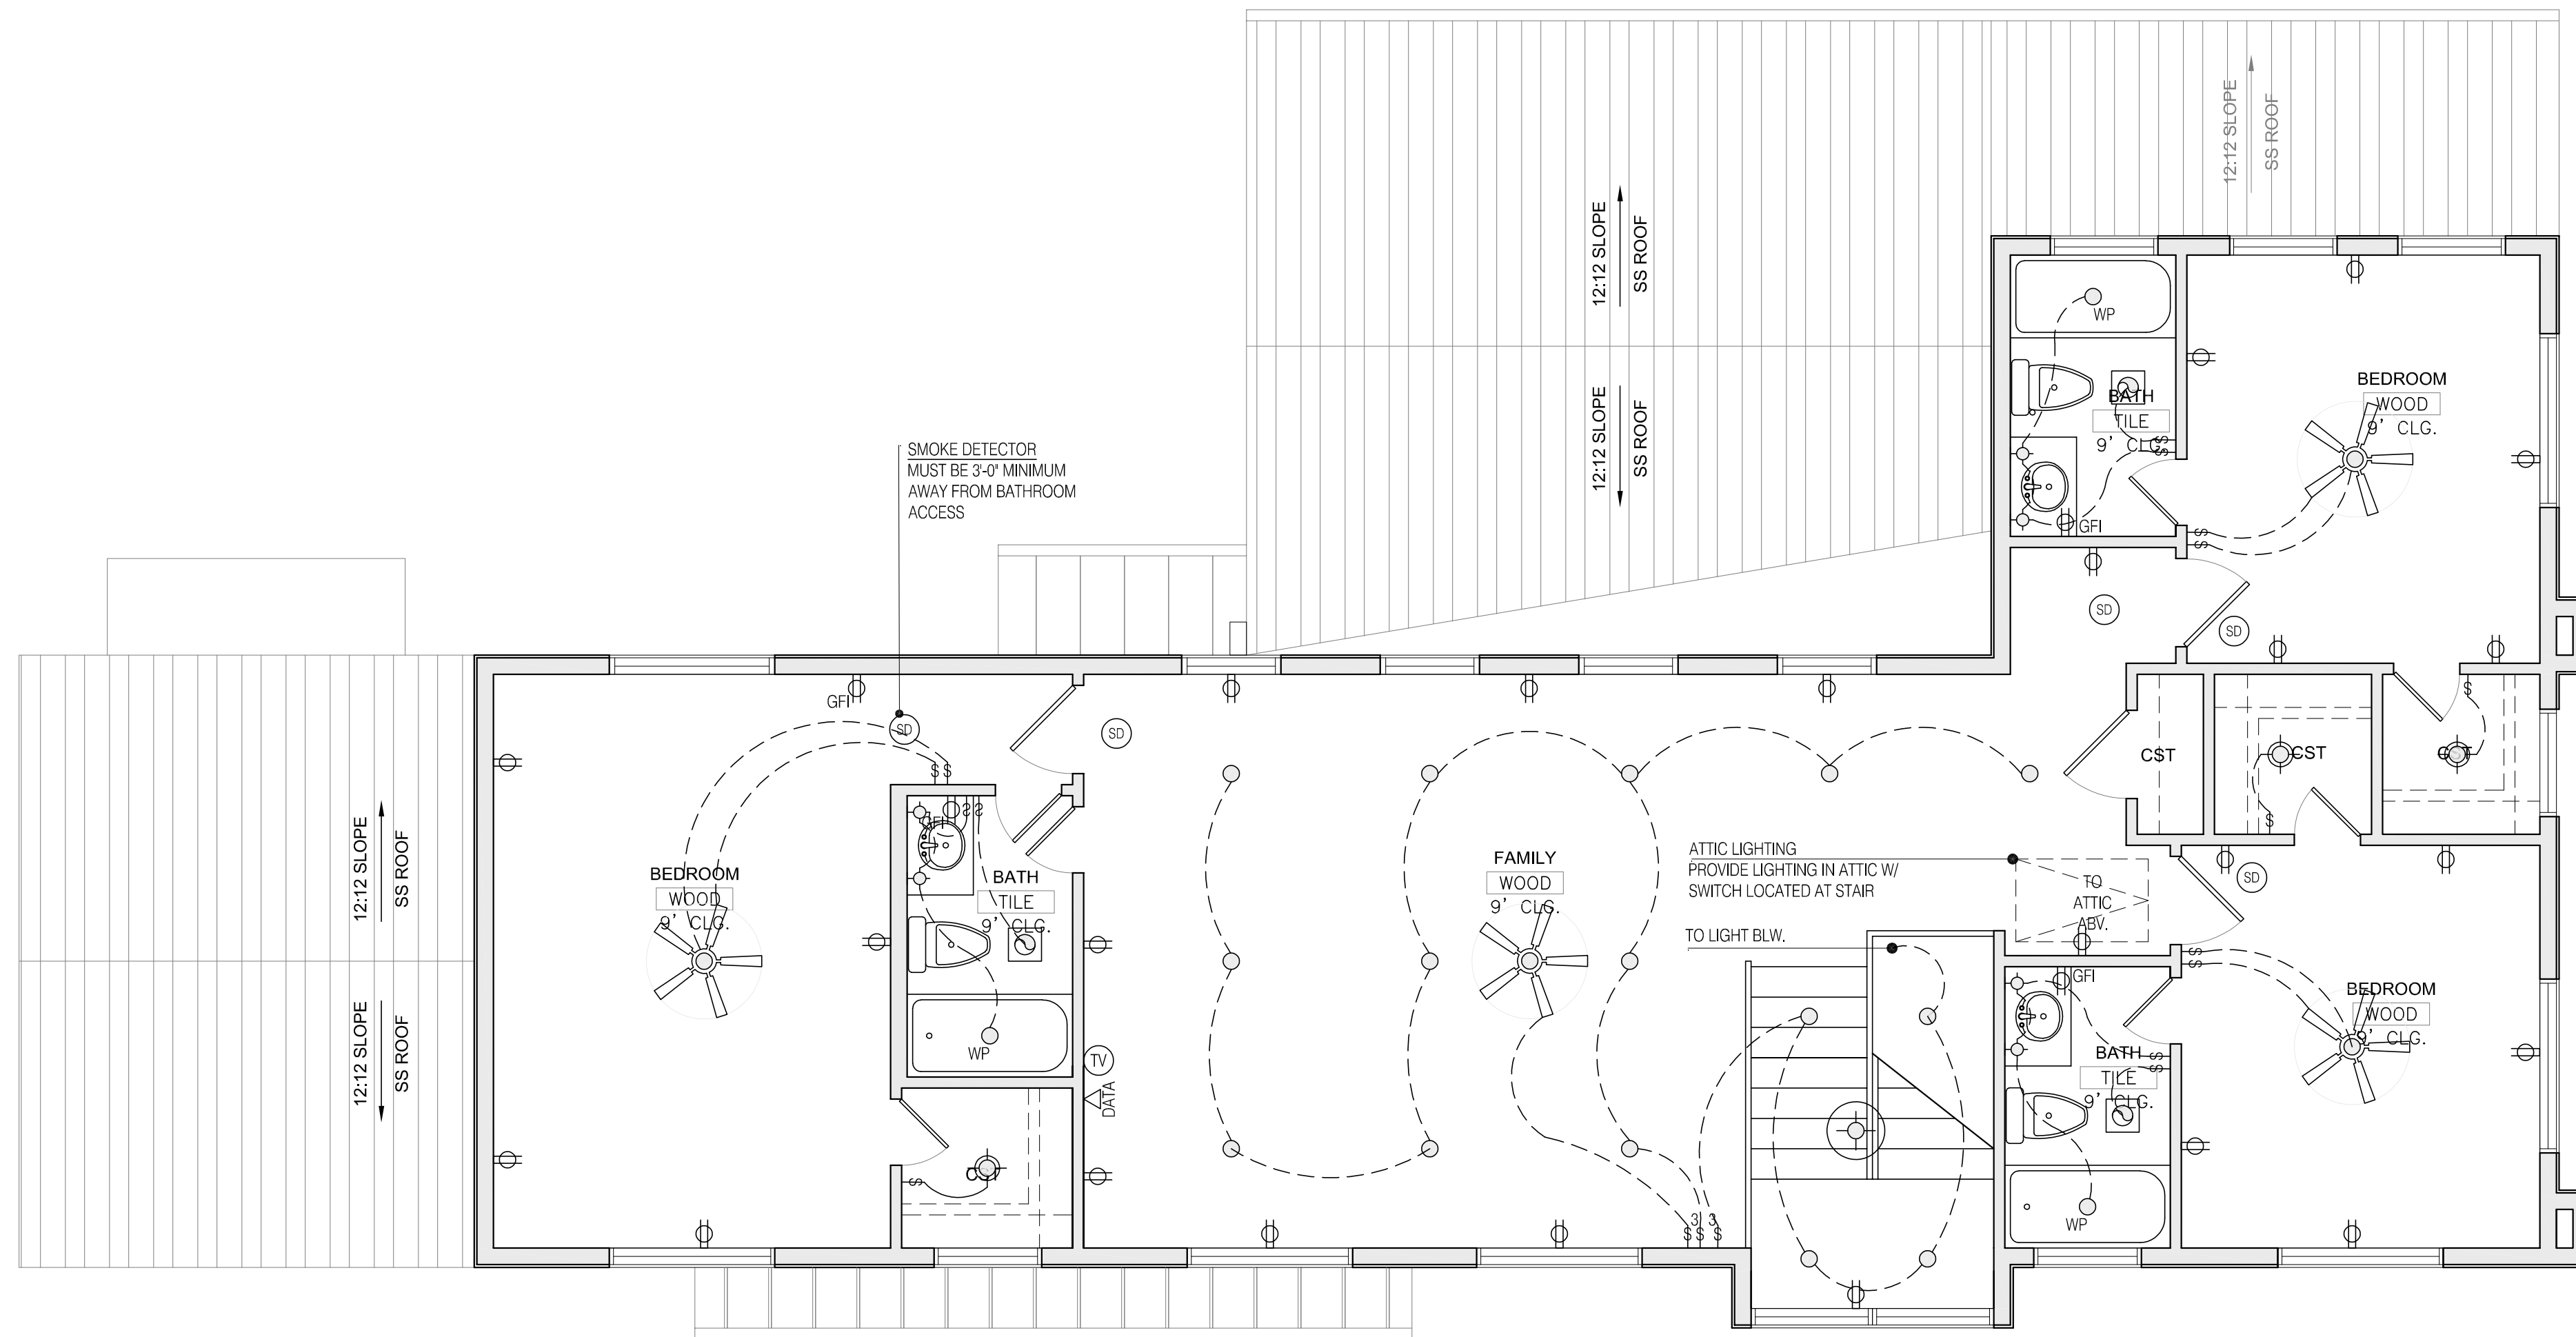 12:12 SLOPE
SS ROOF
12:12 SLOPE
SS ROOF
12:12 SLOPE
SS ROOF
SMOKE DETECTOR
MUST BE 3'-0" MINIMUM
AWAY FROM BATHROOM
ACCESS
WP
BATH
TILE
9' CLG
$
$
GFI
BEDROOM
WOOD
9' CLG.
$
$
SD
SD
GFI
SD
SD
$ $
12:12 SLOPE
SS ROOF
12:12 SLOPE
SS ROOF
BEDROOM
WOOD
9' CLG.
GFI
$ $
BATH
TILE
9' CLG.
WP
TV
DATA
$
CST
FAMILY
WOOD
9' CLG.
ATTIC LIGHTING
PROVIDE LIGHTING IN ATTIC W/
SWITCH LOCATED AT STAIR
TO LIGHT BLW.
TO
ATTIC
ABV.
CST
CST
$
CST
$
SD
$
$
GFI
BATH
TILE
9' CLG.
$
$
WP
BEDROOM
WOOD
9' CLG.
3 3
$ $ $